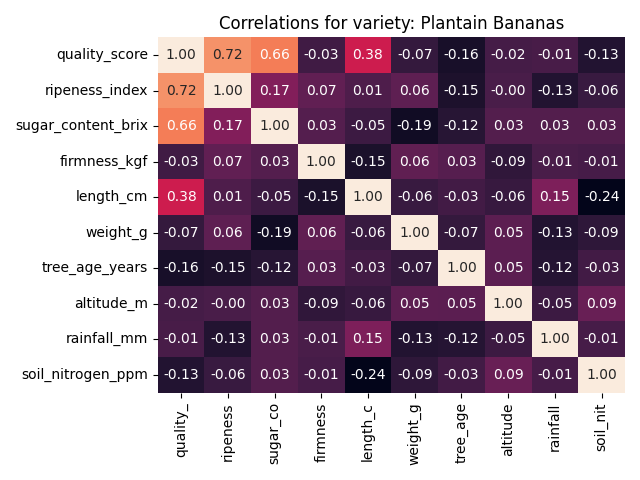 Correlations for variety: Plantain Bananas
quality_score 1.00 0.72 0.66 -0.03 0.38 -0.07 -0.16 -0.02 -0.01 -0.13
ripeness_index 0.72 1.00 0.17 0.07 0.01 0.06 -0.15 -0.00 -0.13 -0.06
sugar_content_brix 0.66 0.17 1.00 0.03 -0.05 -0.19 -0.12 0.03 0.03 0.03
firmness_kgf -0.03 0.07 0.03 1.00 -0.15 0.06 0.03 -0.09 -0.01 -0.01
length_cm 0.38 0.01 -0.05 -0.15 1.00 -0.06 -0.03 -0.06 0.15 -0.24
weight_g -0.07 0.06 -0.19 0.06 -0.06 1.00 -0.07 0.05 -0.13 -0.09
tree_age_years -0.16 -0.15 -0.12 0.03 -0.03 -0.07 1.00 0.05 -0.12 -0.03
altitude_m -0.02 -0.00 0.03 -0.09 -0.06 0.05 0.05 1.00 -0.05 0.09
rainfall_mm -0.01 -0.13 0.03 -0.01 0.15 -0.13 -0.12 -0.05 1.00 -0.01
soil_nitrogen_ppm -0.13 -0.06 0.03 -0.01 -0.24 -0.09 -0.03 0.09 -0.01 1.00
quality_
ripeness
sugar_co
firmness
length_c
weight_g
tree_age
altitude
rainfall
soil_nit